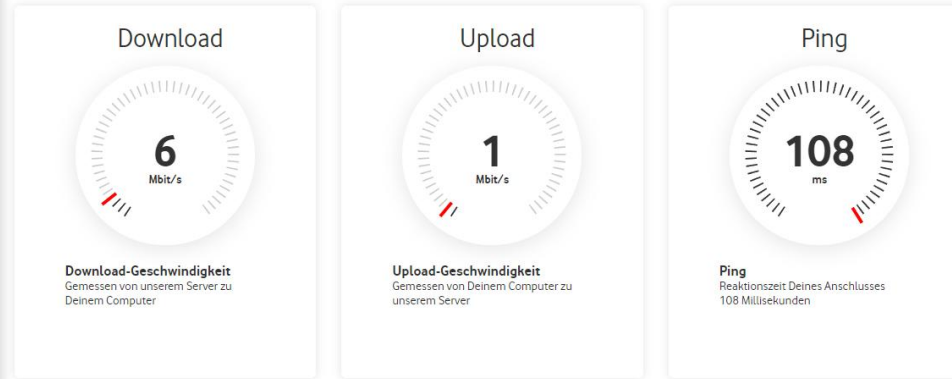 Download
6
Mbit/s
Download-Geschwindigkeit
Gemessen von unserem Server zu
Deinem Computer
Upload
1
Mbit/s
Upload-Geschwindigkeit
Gemessen von Deinem Computer zu
unserem Server
Ping
108
ms
Ping
Reaktionszeit Deines Anschlusses
108 Millisekunden